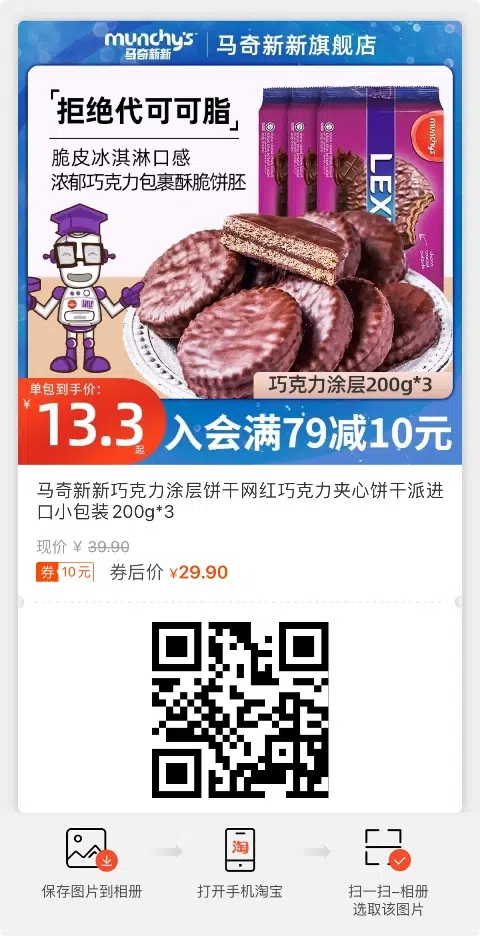 munchy's
马奇新新
马奇新新旗舰店
「拒绝代可可脂」
脆皮冰淇淋口感
浓郁巧克力包裹酥脆饼胚
munchy's
LEX
巧克力涂层200g*3
单包到手价:
¥13.3起
入会满79减10元
马奇新新巧克力涂层饼干网红巧克力夹心饼干派进
口小包装200g*3
现价 ¥ 39.90
券 10元 券后价 ¥29.90
淘
保存图片到相册
打开手机淘宝
扫一扫-相册
选取该图片